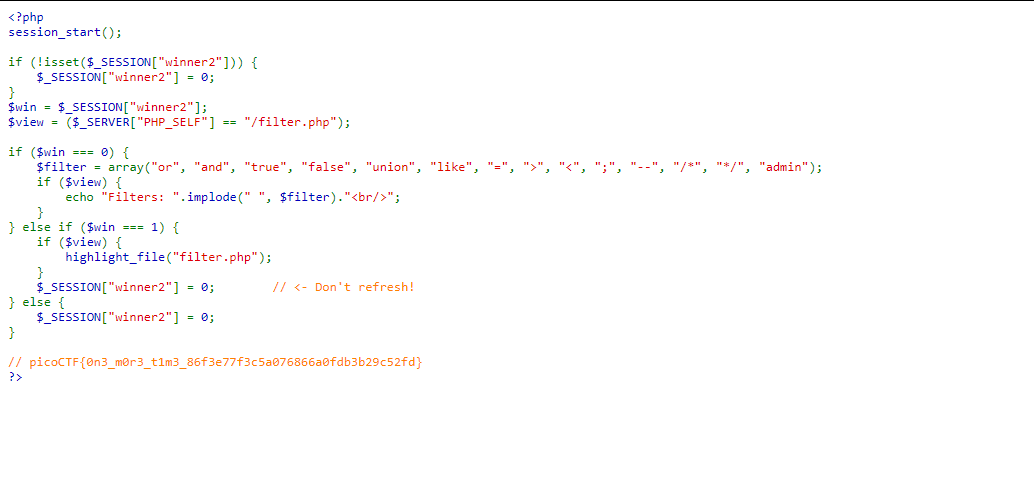 <?php
session_start();
if (!isset($_SESSION["winner2"])) {
$_SESSION["winner2"] = 0;
}
$win = $_SESSION["winner2"];
$view = ($_SERVER["PHP_SELF"] == "/filter.php");
if ($win === 0) {
$filter = array("or", "and", "true", "false", "union", "like", "=", ">", "<", ";", "--", "/*", "*/", "admin");
if ($view) {
echo "Filters: ".implode(" ", $filter)."<br/>";
}
} else if ($win === 1) {
if ($view) {
highlight_file("filter.php");
}
$_SESSION["winner2"] = 0;        // <- Don't refresh!
} else {
$_SESSION["winner2"] = 0;
}
// picoCTF{0n3_m0r3_t1m3_86f3e77f3c5a076866a0fdb3b29c52fd}
?>